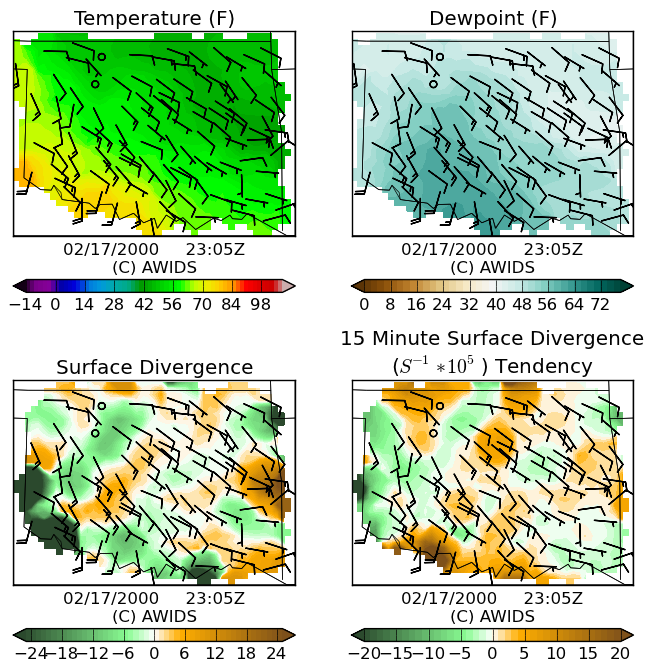 Temperature (F)
Dewpoint (F)
02/17/2000 23:05Z
(C) AWIDS
02/17/2000 23:05Z
(C) AWIDS
−14 0 14 28 42 56 70 84 98
0 8 16 24 32 40 48 56 64 72
Surface Divergence
15 Minute Surface Divergence
(S⁻¹ *10⁵ ) Tendency
02/17/2000 23:05Z
(C) AWIDS
02/17/2000 23:05Z
(C) AWIDS
−24 −18 −12 −6 0 6 12 18 24
−20 −15 −10 −5 0 5 10 15 20